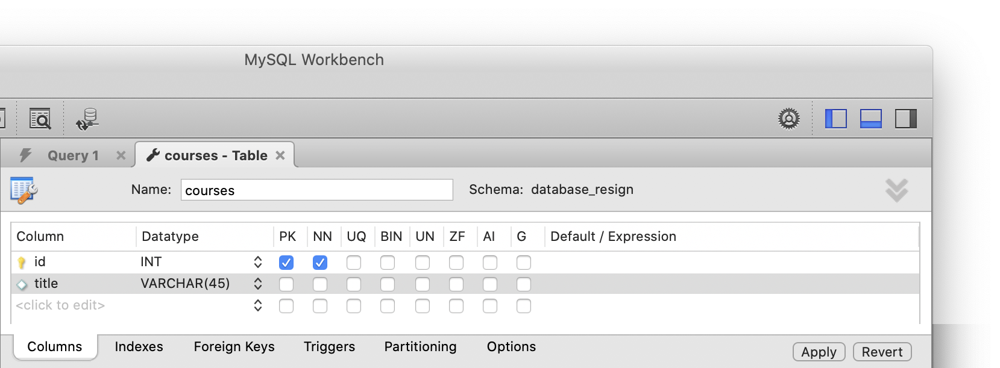 MySQL Workbench
Query 1 courses - Table
Name: courses Schema: database_resign
Column Datatype PK NN UQ BIN UN ZF AI G Default / Expression
id INT
title VARCHAR(45)
<click to edit>
Columns Indexes Foreign Keys Triggers Partitioning Options
Apply Revert